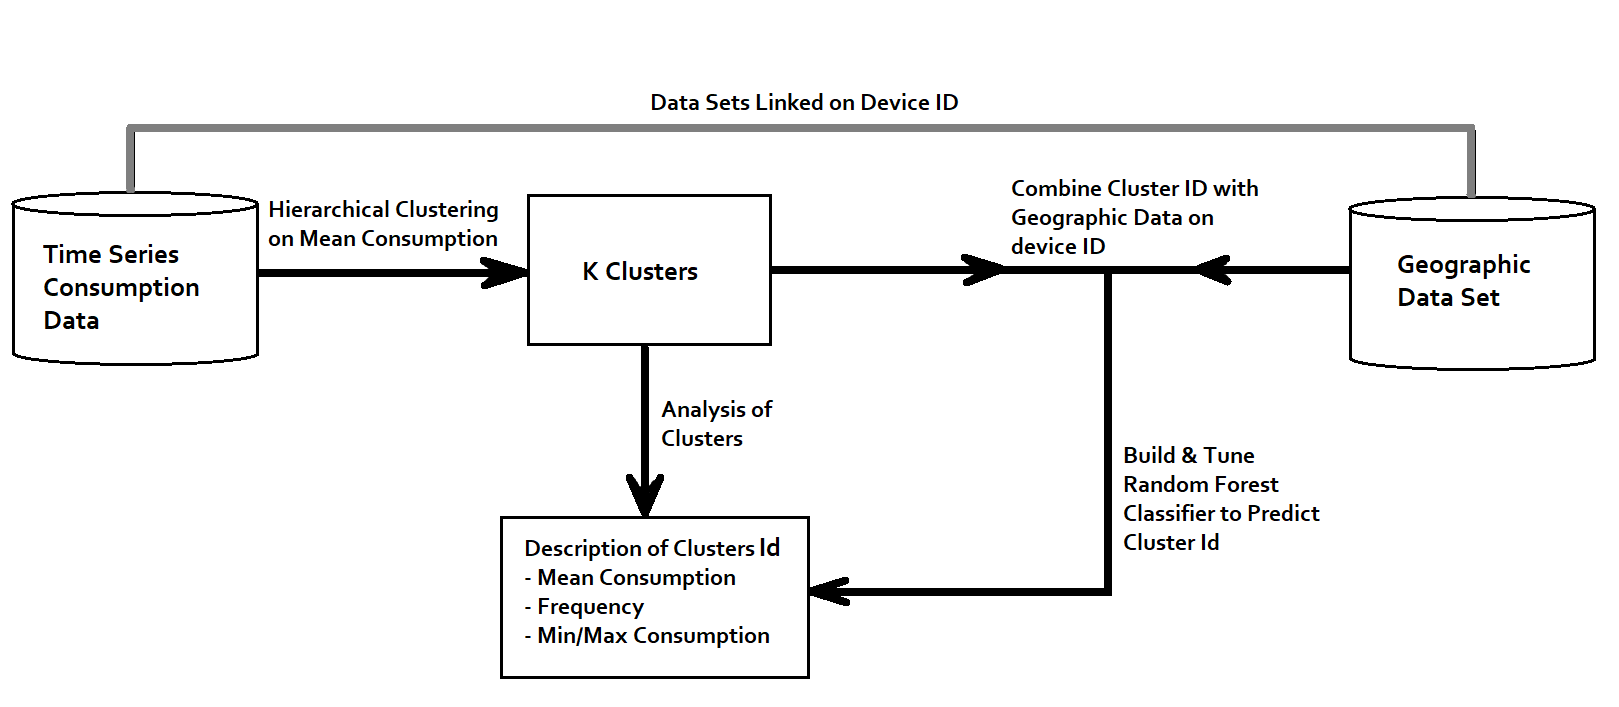 Data Sets Linked on Device ID
Time Series
Consumption
Data
Hierarchical Clustering
on Mean Consumption
K Clusters
Combine Cluster ID with
Geographic Data on
device ID
Geographic
Data Set
Analysis of
Clusters
Build & Tune
Random Forest
Classifier to Predict
Cluster Id
Description of Clusters Id
- Mean Consumption
- Frequency
- Min/Max Consumption